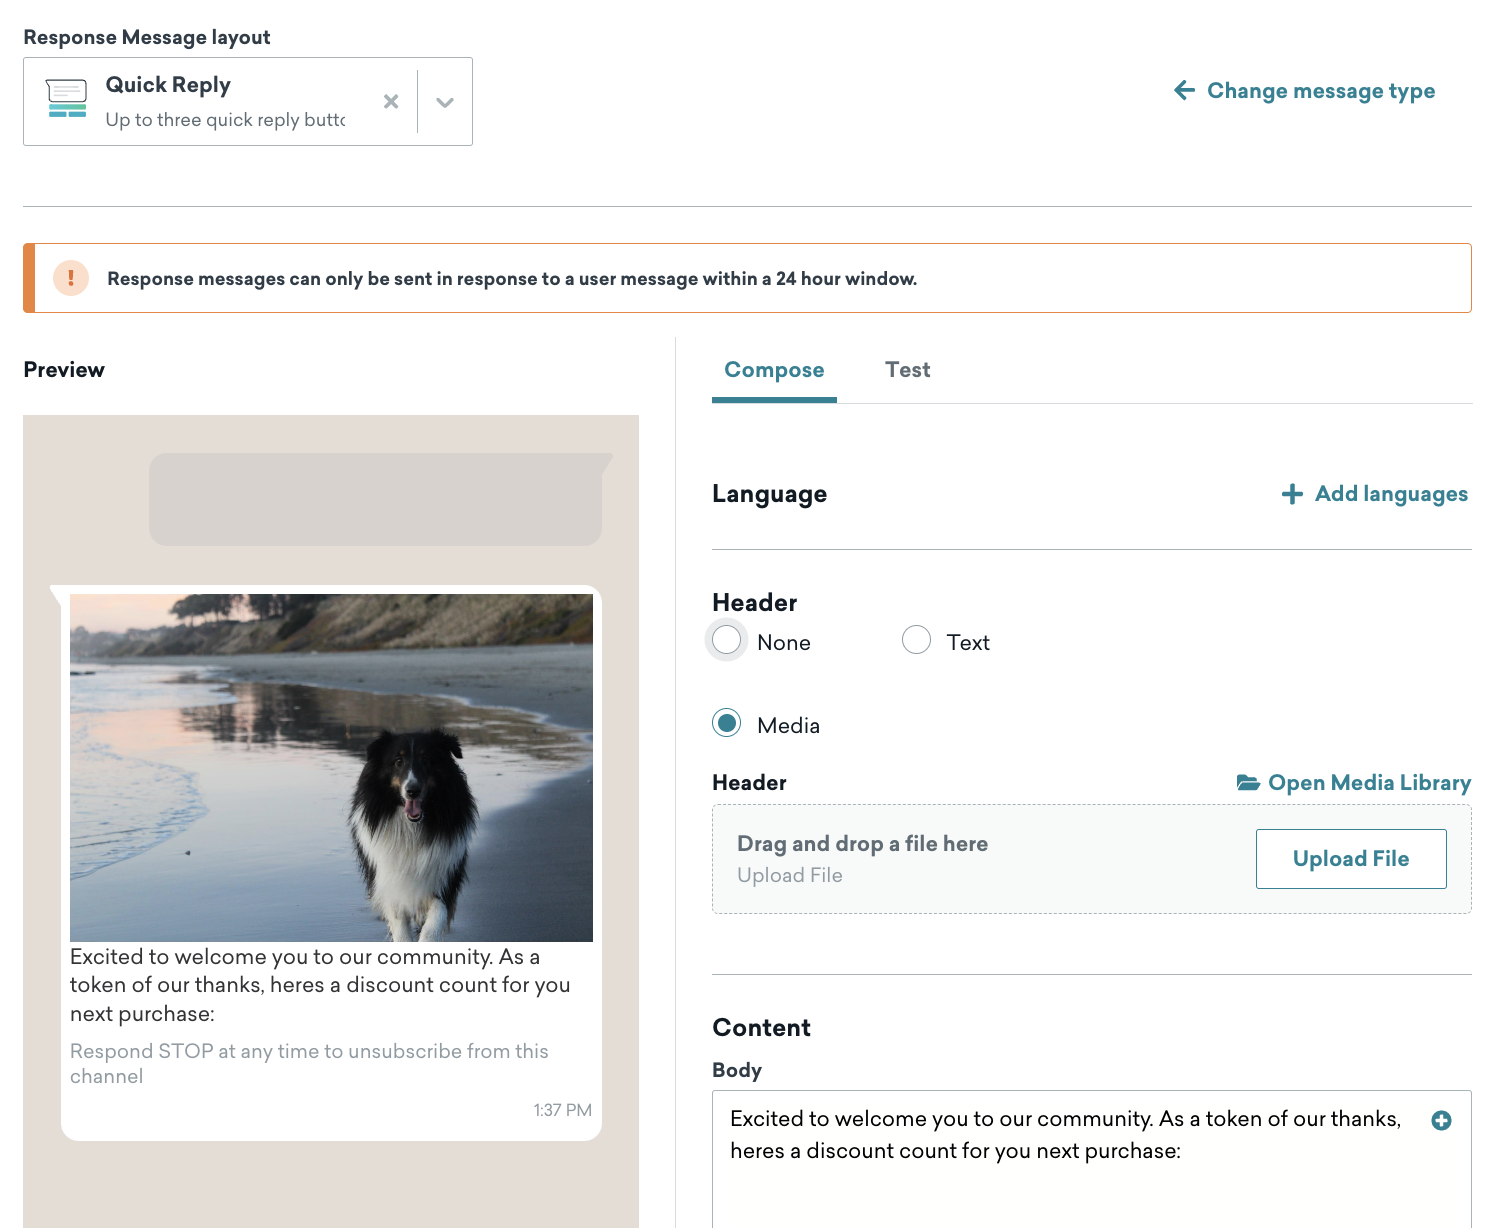 Response Message layout
Quick Reply
Up to three quick reply butto
Change message type
Response messages can only be sent in response to a user message within a 24 hour window.
Preview
Excited to welcome you to our community. As a
token of our thanks, heres a discount count for you
next purchase:
Respond STOP at any time to unsubscribe from this
channel
1:37 PM
Compose Test
Language
Add languages
Header
None Text
Media
Header
Open Media Library
Drag and drop a file here
Upload File
Upload File
Content
Body
Excited to welcome you to our community. As a token of our thanks,
heres a discount count for you next purchase: